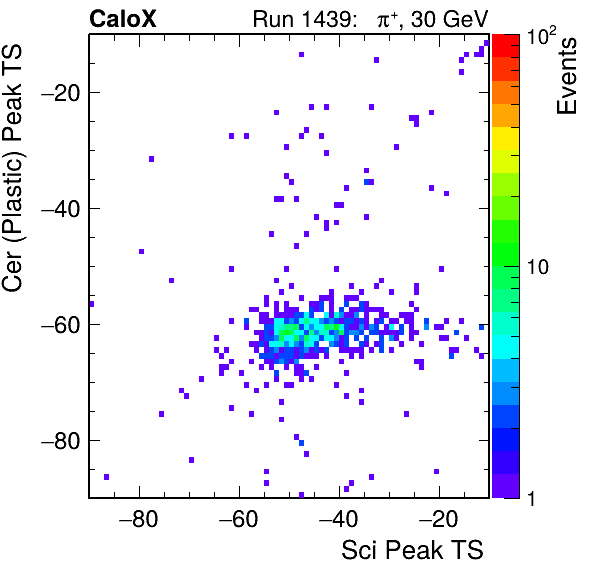 CaloX Run 1439: π⁺, 30 GeV
Cer (Plastic) Peak TS
−20
−40
−60
−80
−80 −60 −40 −20
Sci Peak TS
10²
10
1
Events